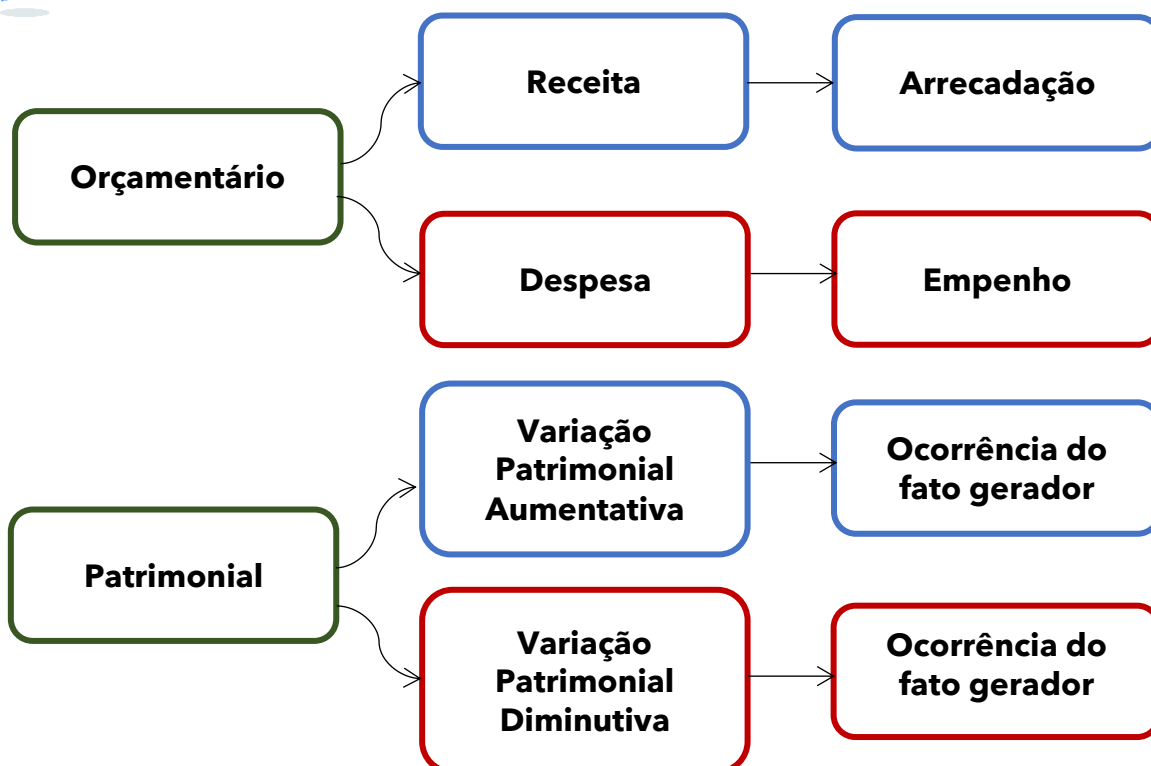 Orçamentário
Receita
Arrecadação
Despesa
Empenho
Patrimonial
Variação
Patrimonial
Aumentativa
Ocorrência do
fato gerador
Variação
Patrimonial
Diminutiva
Ocorrência do
fato gerador